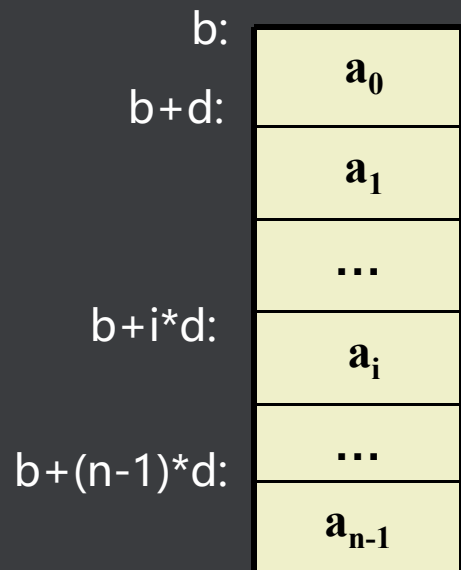 b:
a₀
b+d:
a₁
...
b+i*d:
aᵢ
...
b+(n-1)*d:
aₙ₋₁